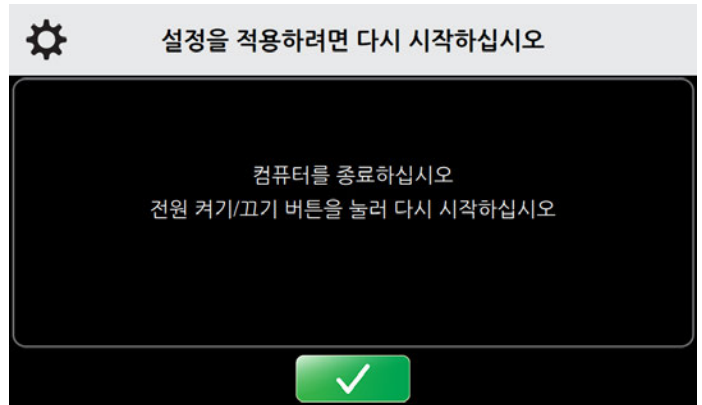 설정을 적용하려면 다시 시작하십시오
컴퓨터를 종료하십시오
전원 켜기/끄기 버튼을 눌러 다시 시작하십시오